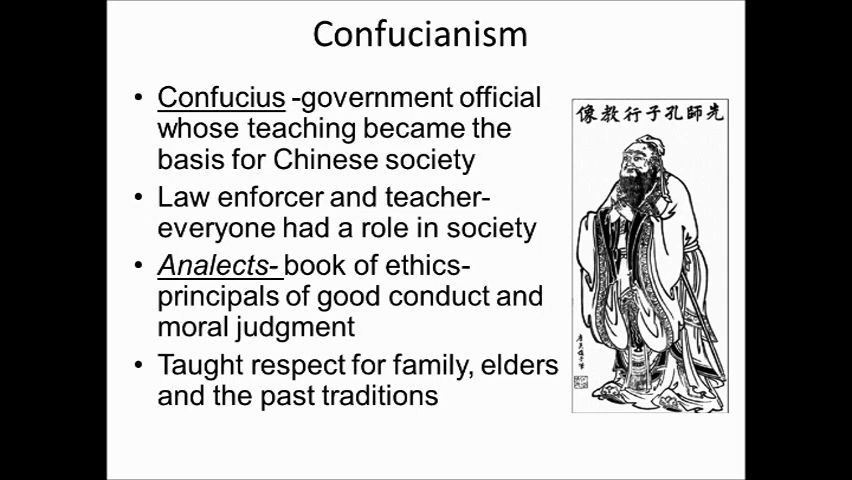 Confucianism
• Confucius -government official
whose teaching became the
basis for Chinese society
• Law enforcer and teacher-
everyone had a role in society
• Analects- book of ethics-
principals of good conduct and
moral judgment
• Taught respect for family, elders
and the past traditions
像教行子孔師先